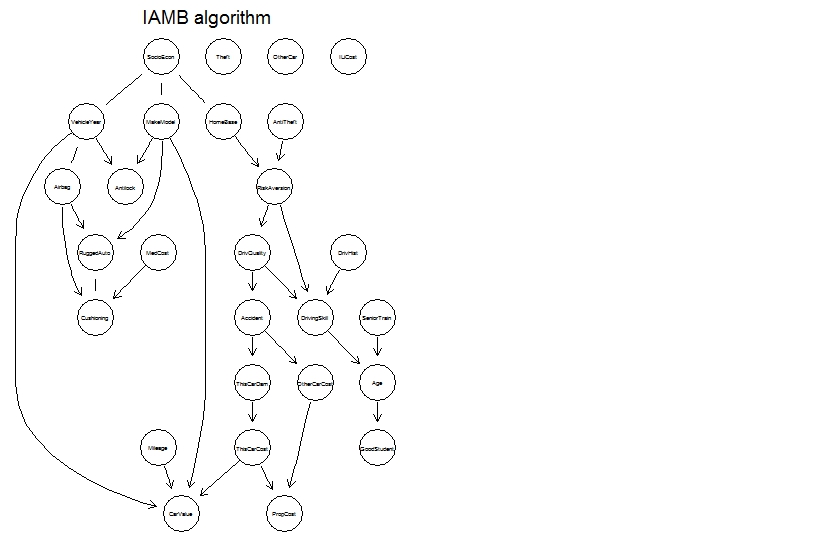 IAMB algorithm
SocioEcon Theft OtherCar ILiCost
VehicleYear MakeModel HomeBase AntiTheft
Airbag Antilock RiskAversion
RuggedAuto MedCost DrivQuality DrivHist
Cushioning Accident DrivingSkill SeniorTrain
ThisCarDam OtherCarCost Age
Mileage ThisCarCost GoodStudent
CarValue PropCost